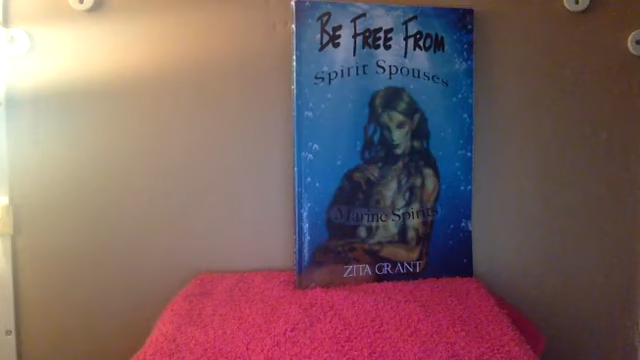 Be Free From
Spirit Spouses
Marine Spirits
ZITA GRANT